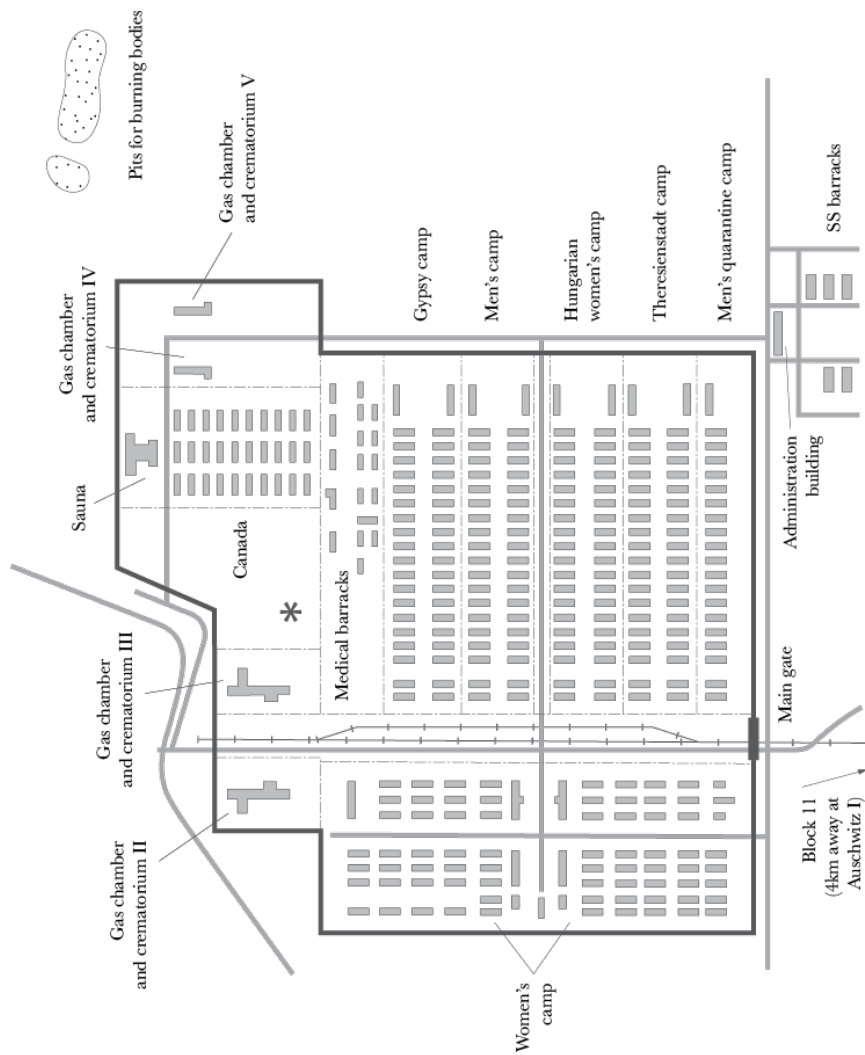 Pits for burning bodies
Gas chamber
and crematorium V
Gas chamber
and crematorium IV
Sauna
Canada
*
Gas chamber
and crematorium III
Gas chamber
and crematorium II
Medical barracks
Gypsy camp
Men's camp
Hungarian
women's camp
Theresienstadt camp
Men's quarantine camp
SS barracks
Administration
building
Main gate
Block 11
(4km away at
Auschwitz I)
Women's
camp